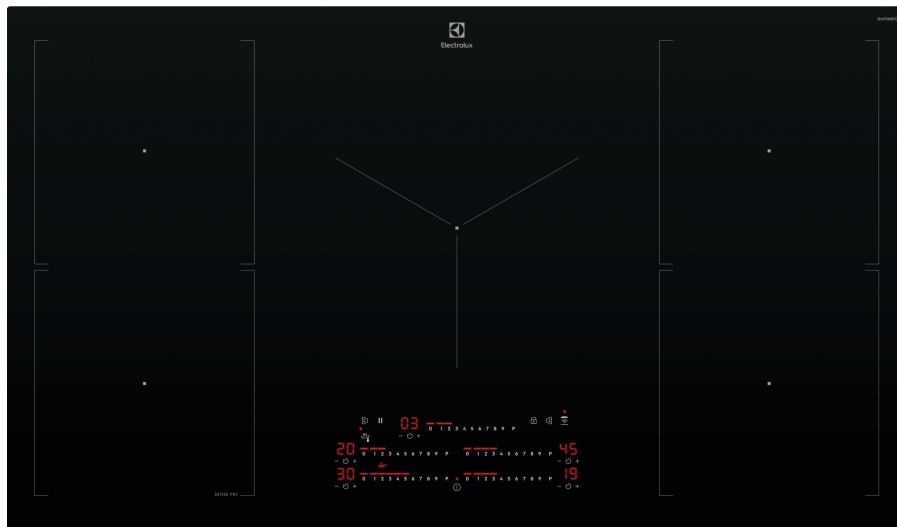 eurokera
Electrolux
03
0 1 2 3 4 5 6 7 8 9 P
- +
20 0 1 2 3 4 5 6 7 8 9 P 0 1 2 3 4 5 6 7 8 9 P 45
- + - +
30 0 1 2 3 4 5 6 7 8 9 P 0 1 2 3 4 5 6 7 8 9 P 19
- + - +
SENSE FRY